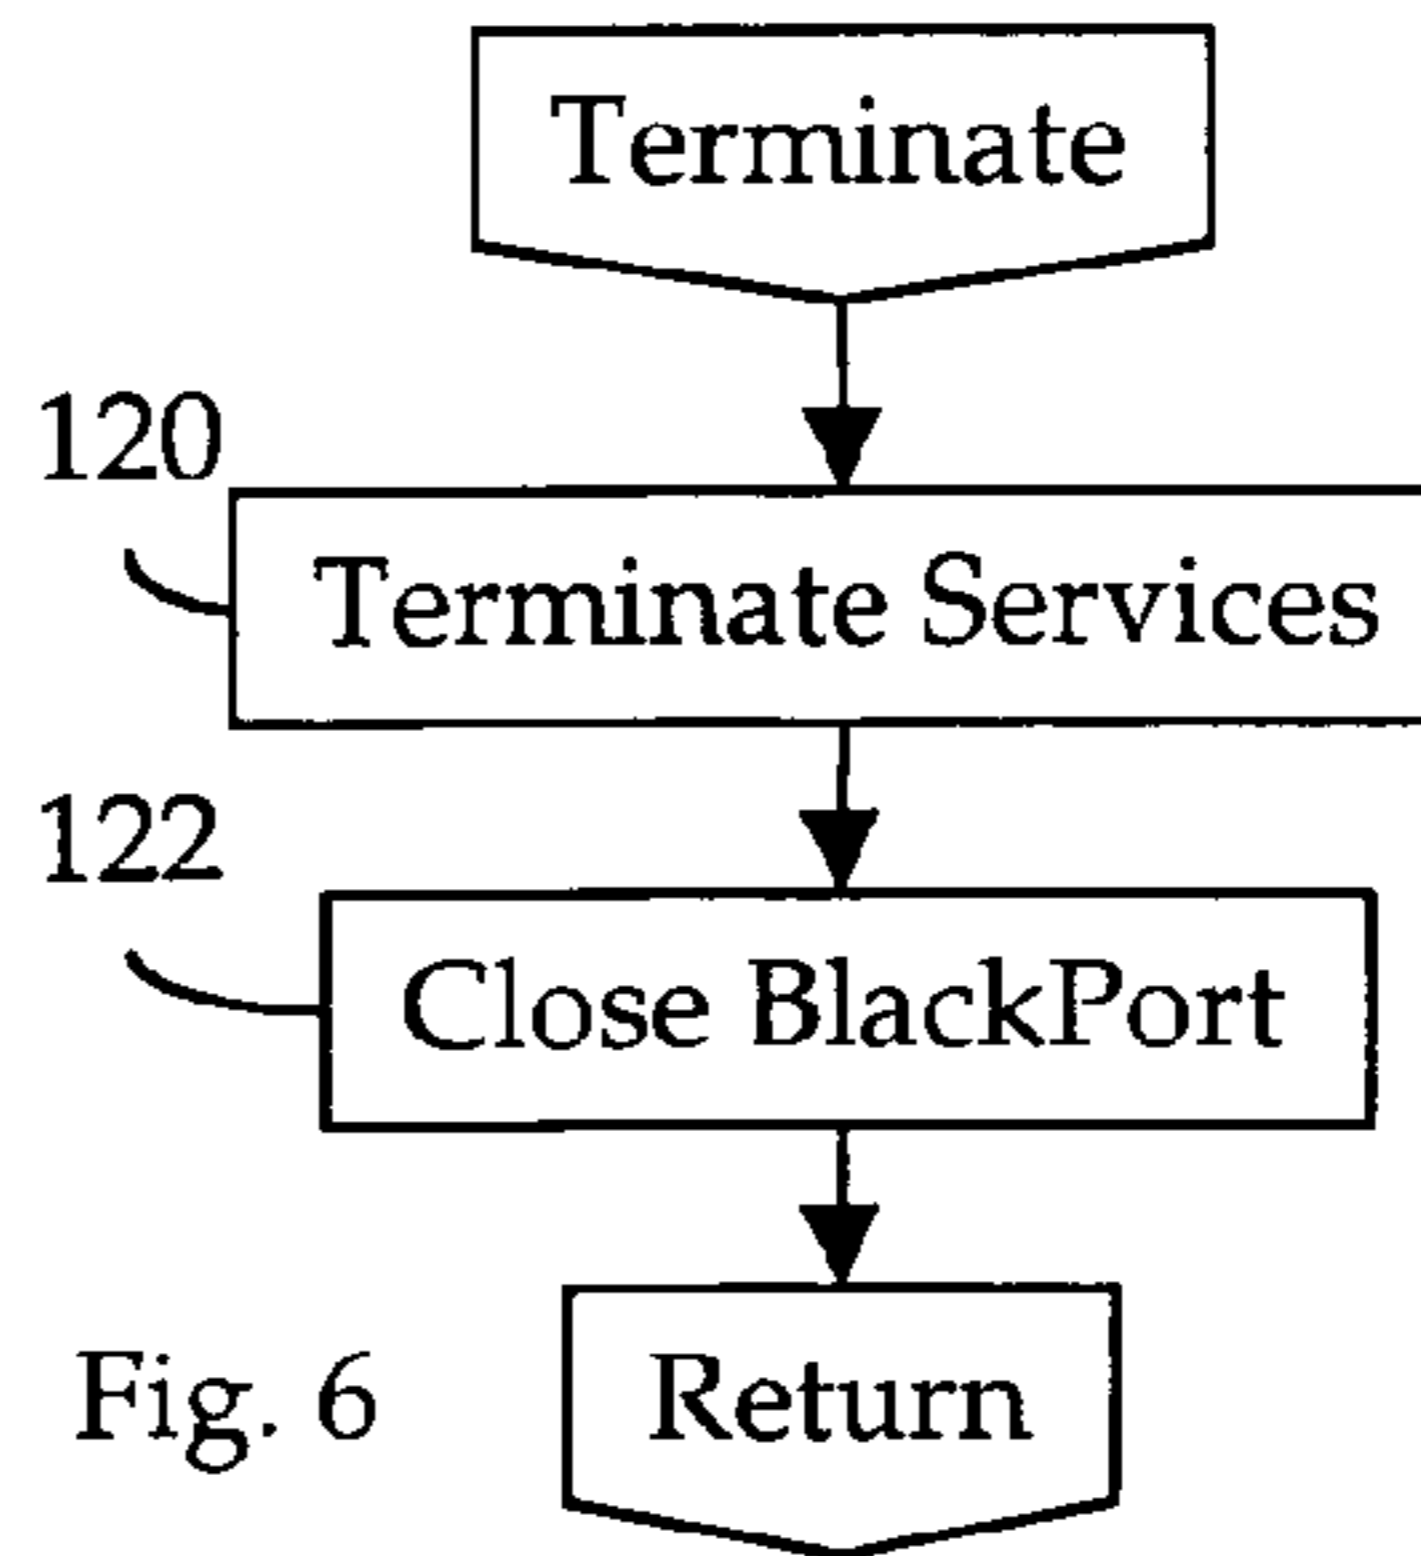 Terminate
120
Terminate Services
122
Close BlackPort
Fig. 6
Return